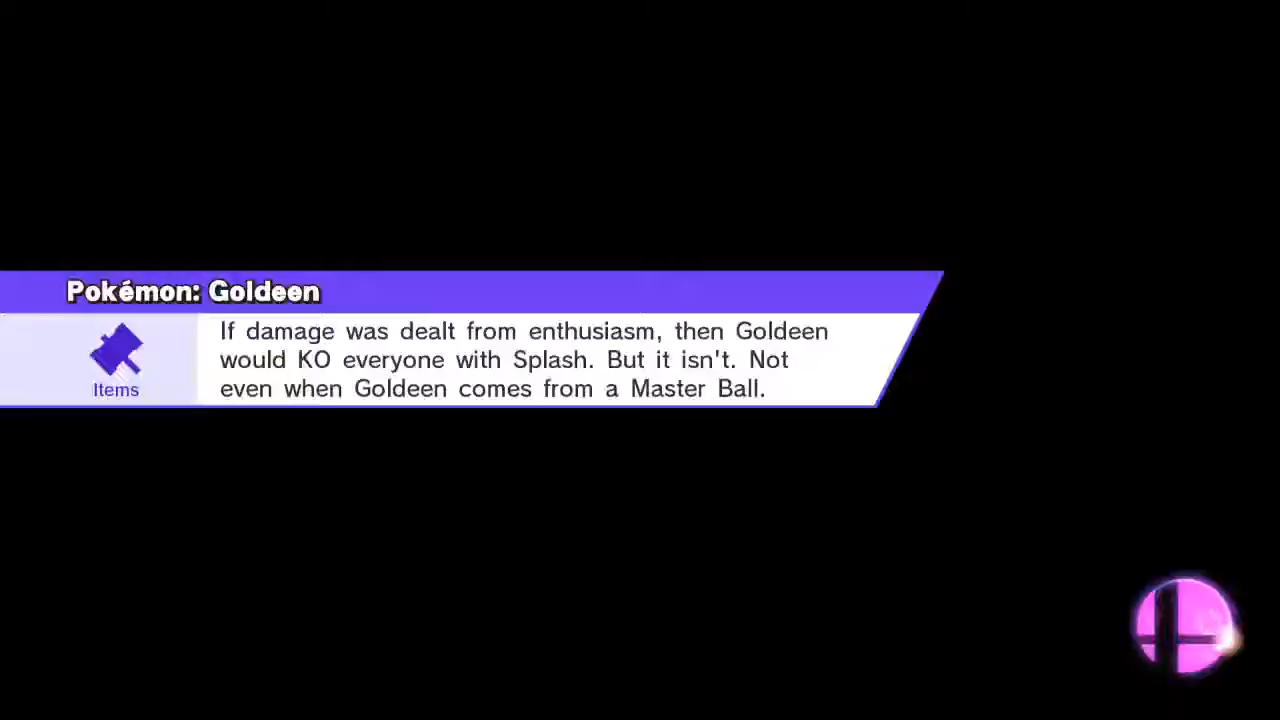 Pokémon: Goldeen
If damage was dealt from enthusiasm, then Goldeen
would KO everyone with Splash. But it isn't. Not
even when Goldeen comes from a Master Ball.
Items